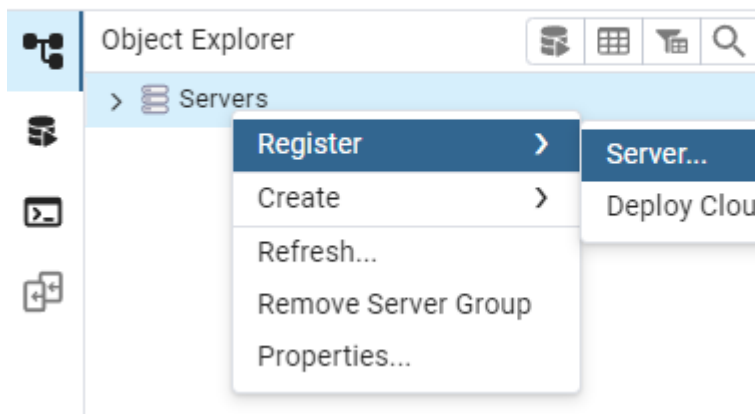 Object Explorer
Servers
Register
Server...
Create
Deploy Clou
Refresh...
Remove Server Group
Properties...